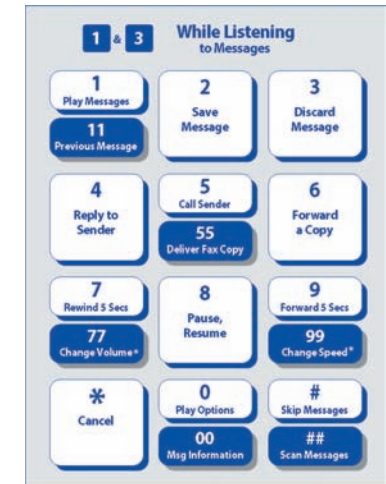 1 & 3 While Listening
to Messages
1
Play Messages
11
Previous Message
2
Save
Message
3
Discard
Message
4
Reply to
Sender
5
Call Sender
55
Deliver Fax Copy
6
Forward
a Copy
7
Rewind 5 Secs
77
Change Volume*
8
Pause,
Resume
9
Forward 5 Secs
99
Change Speed*
*
Cancel
0
Play Options
00
Msg Information
#
Skip Messages
##
Scan Messages